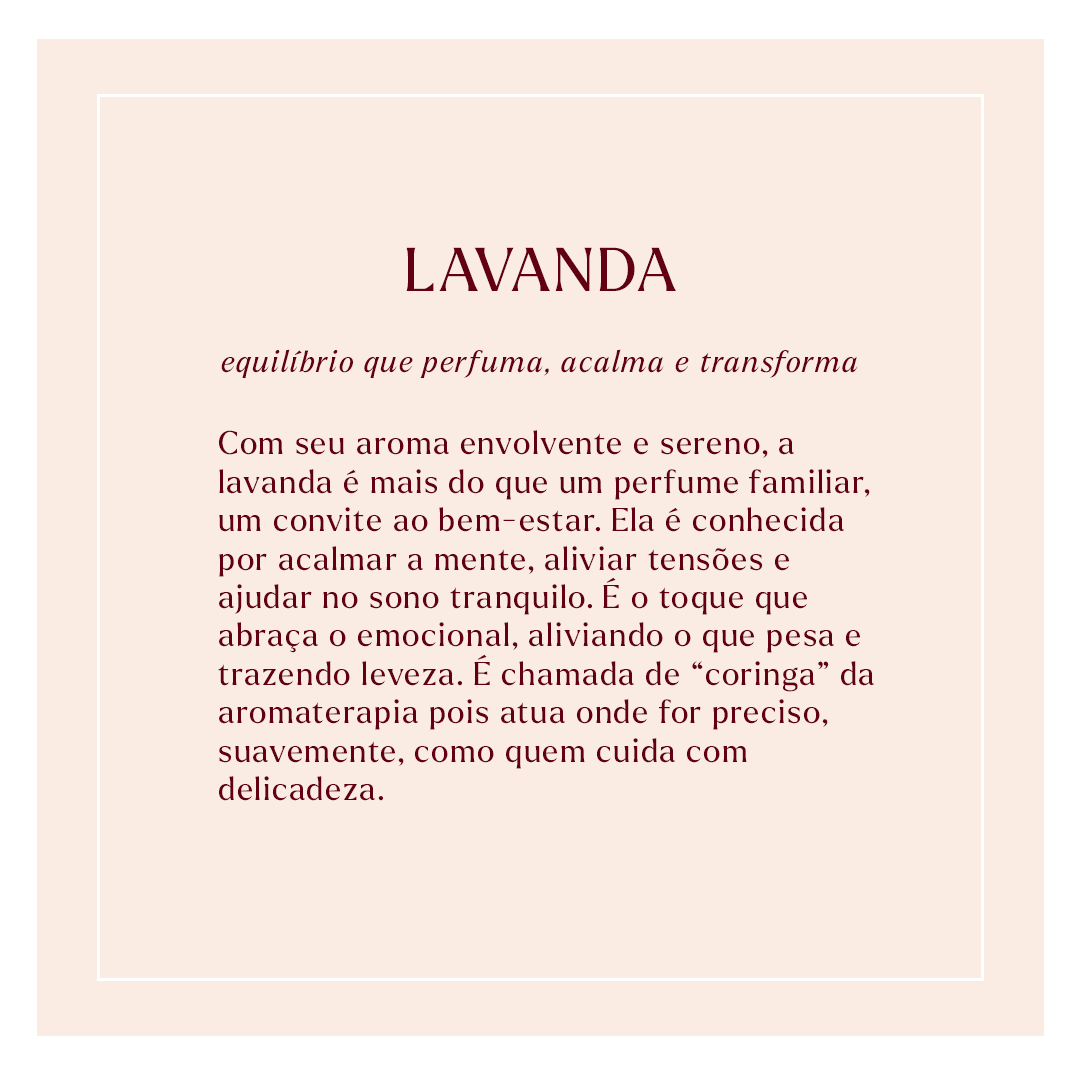 LAVANDA
equilíbrio que perfuma, acalma e transforma
Com seu aroma envolvente e sereno, a
lavanda é mais do que um perfume familiar,
um convite ao bem-estar. Ela é conhecida
por acalmar a mente, aliviar tensões e
ajudar no sono tranquilo. É o toque que
abraça o emocional, aliviando o que pesa e
trazendo leveza. É chamada de “coringa” da
aromaterapia pois atua onde for preciso,
suavemente, como quem cuida com
delicadeza.